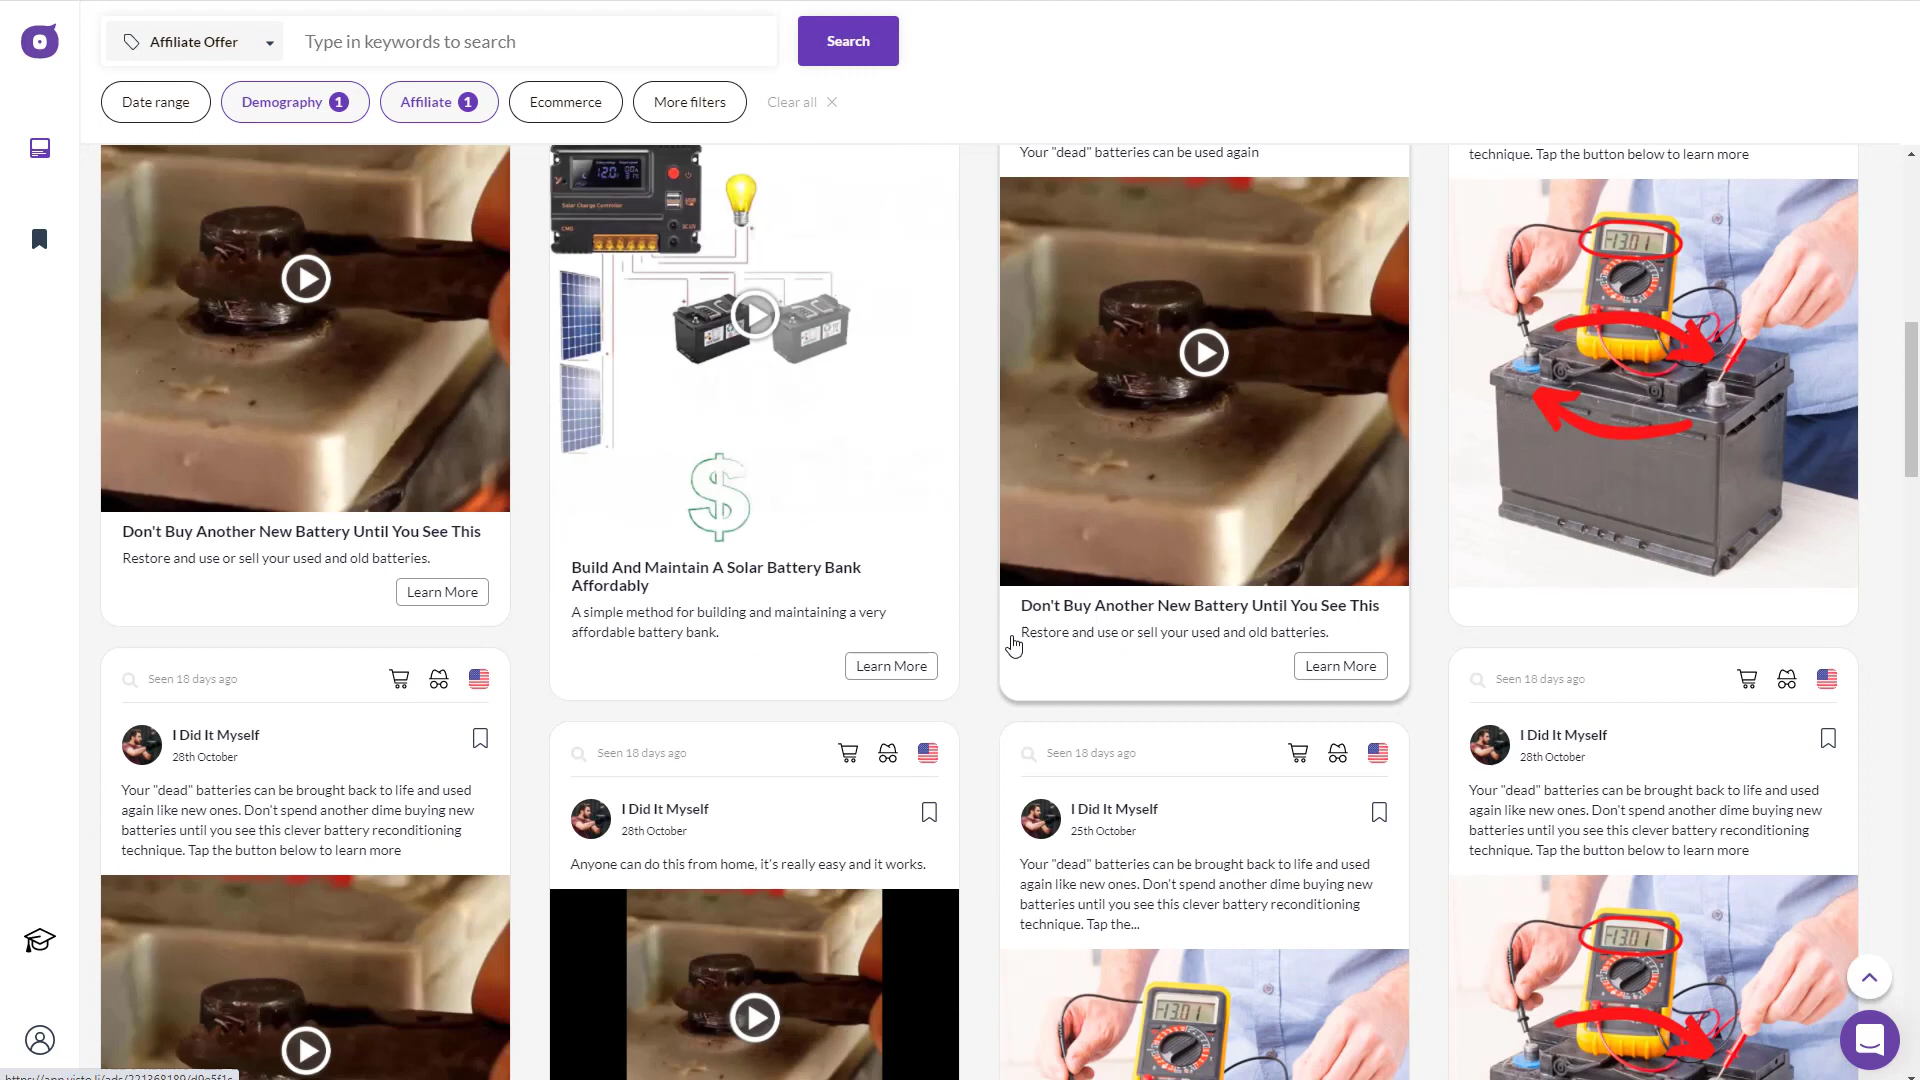 Affiliate Offer
Type in keywords to search
Search
Date range
Demography 1
Affiliate 1
Ecommerce
More filters
Clear all
Don't Buy Another New Battery Until You See This
Restore and use or sell your used and old batteries.
Learn More
Seen 18 days ago
I Did It Myself
28th October
Your "dead" batteries can be brought back to life and used
again like new ones. Don't spend another dime buying new
batteries until you see this clever battery reconditioning
technique. Tap the button below to learn more
Solar Charge Controller
Build And Maintain A Solar Battery Bank
Affordably
A simple method for building and maintaining a very
affordable battery bank.
Learn More
Seen 18 days ago
I Did It Myself
28th October
Anyone can do this from home, it's really easy and it works.
Your "dead" batteries can be used again
Don't Buy Another New Battery Until You See This
Restore and use or sell your used and old batteries.
Learn More
Seen 18 days ago
I Did It Myself
25th October
Your "dead" batteries can be brought back to life and used
again like new ones. Don't spend another dime buying new
batteries until you see this clever battery reconditioning
technique. Tap the...
-13.01
technique. Tap the button below to learn more
-13.01
Seen 18 days ago
I Did It Myself
28th October
Your "dead" batteries can be brought back to life and used
again like new ones. Don't spend another dime buying new
batteries until you see this clever battery reconditioning
technique. Tap the button below to learn more
-13.01